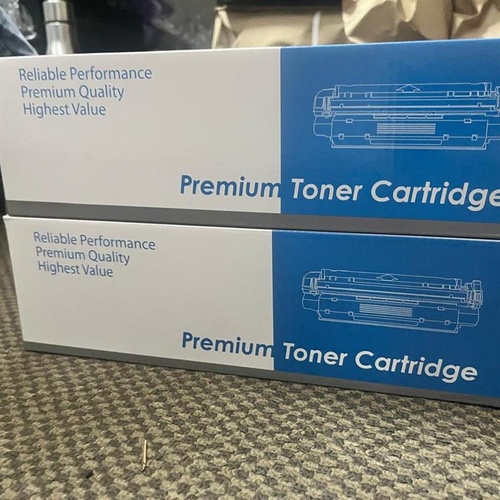 Reliable Performance
Premium Quality
Highest Value
Premium Toner Cartridge
Reliable Performance
Premium Quality
Highest Value
Premium Toner Cartridge